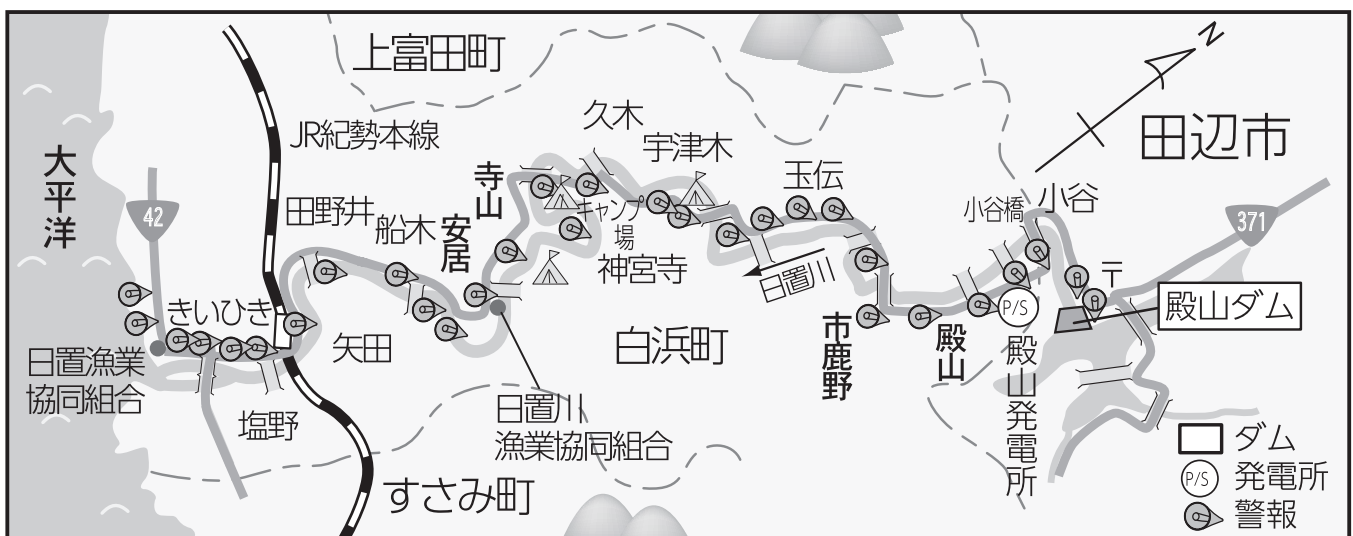 上富田町
N
田辺市
久木
宇津木
JR紀勢本線
大平洋
寺山
玉伝
小谷橋
小谷
田野井
船木
安居
キャンプ
場
42
371
神宮寺
日置川
〒
殿山ダム
きいひき
P/S
市鹿野
殿山
殿山発電所
矢田
白浜町
日置漁業
協同組合
塩野
日置川
漁業協同組合
すさみ町
ダム
P/S
発電所
警報